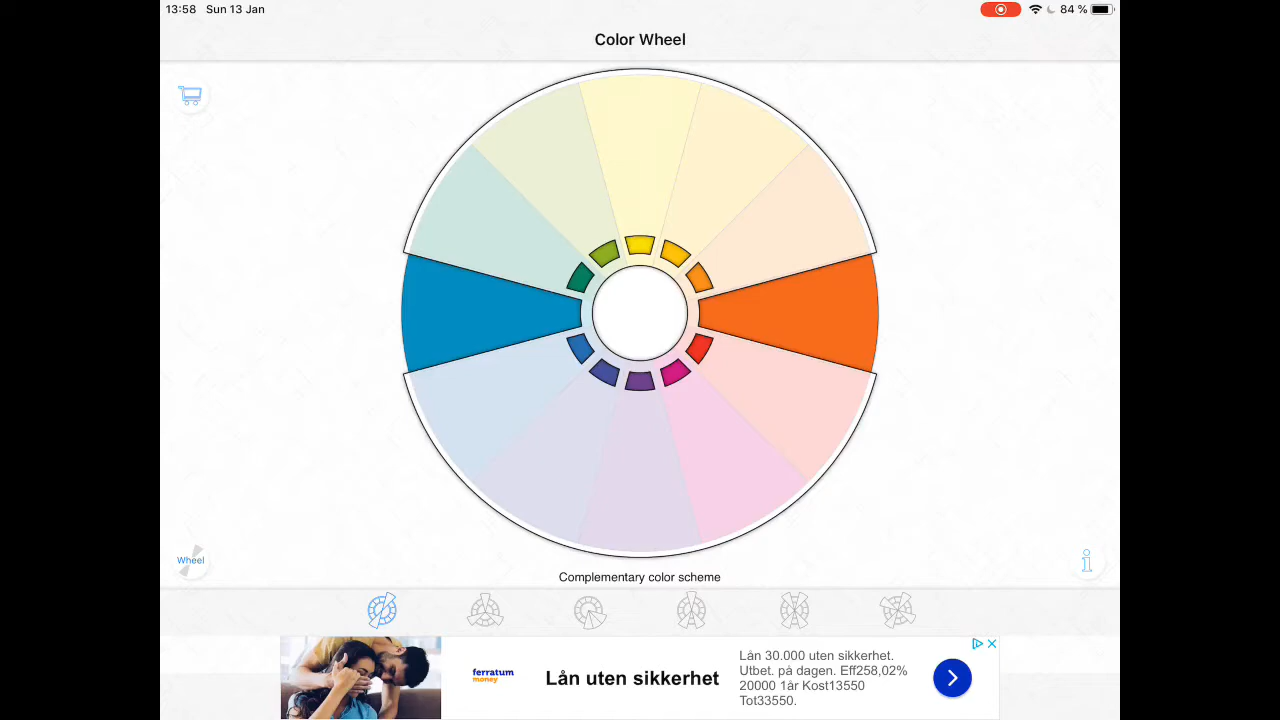 13:58 Sun 13 Jan
84 %
Color Wheel
Wheel
Complementary color scheme
ferratum
money
Lån uten sikkerhet
Lån 30.000 uten sikkerhet.
Utbet. på dagen. Eff258,02%
20000 1år Kost13550
Tot33550.